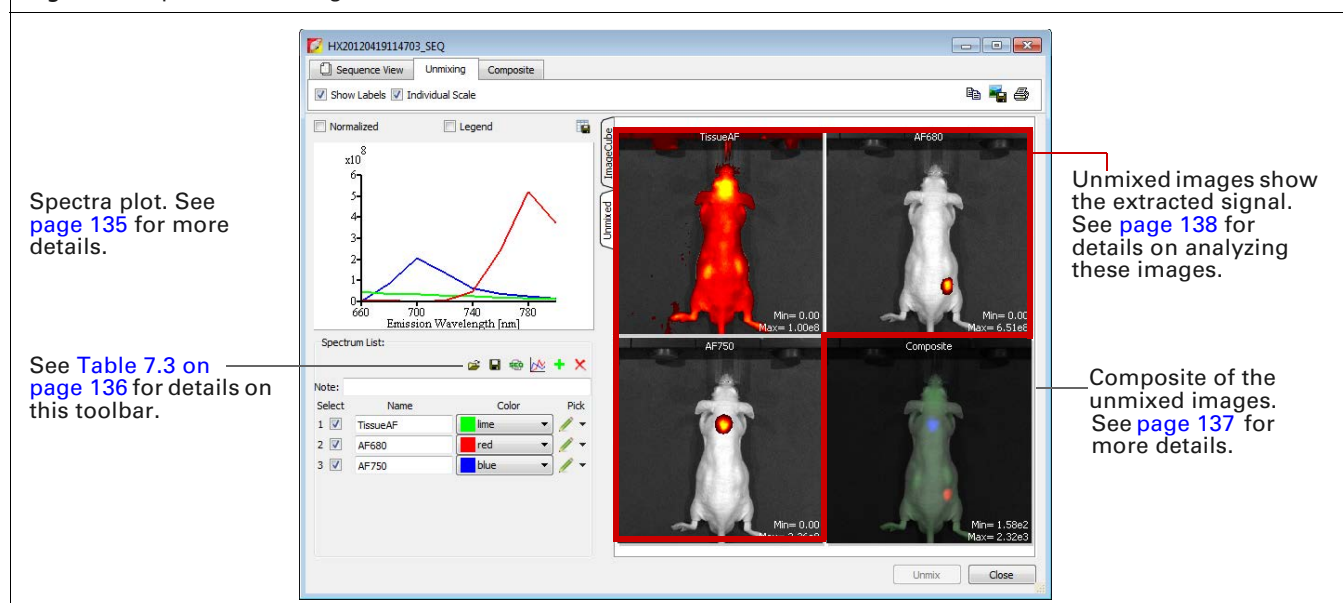 HX20120419114703_SEQ
Sequence View Unmixing Composite
Show Labels Individual Scale
Normalized Legend
x10 8
6
5
4
3
2
1
0
660 700 740 780
Emission Wavelength [nm]
Spectrum List:
Note:
Select Name Color Pick
1 TissueAF lime
2 AF680 red
3 AF750 blue
ImageCube
Unmixed
TissueAF
Min= 0.00
Max= 1.00e8
AF680
Min= 0.00
Max= 6.51e8
AF750
Min= 0.00
Composite
Min= 1.58e2
Max= 2.32e3
Unmix Close
Spectra plot. See
page 135 for more
details.
See Table 7.3 on
page 136 for details on
this toolbar.
Unmixed images show
the extracted signal.
See page 138 for
details on analyzing
these images.
Composite of the
unmixed images.
See page 137 for
more details.